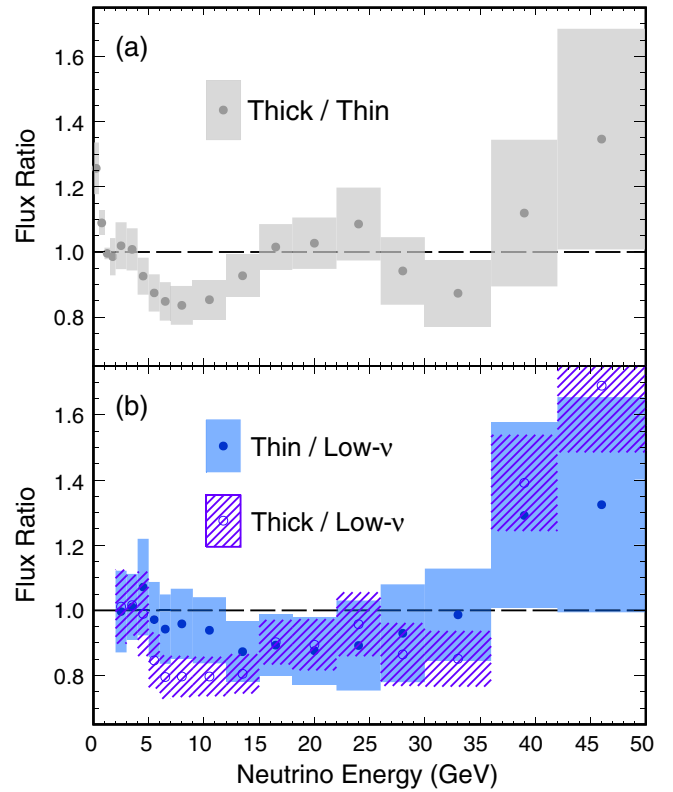 (a)
Thick / Thin
Flux Ratio
1.6
1.4
1.2
1.0
0.8
(b)
Thin / Low-ν
Thick / Low-ν
Flux Ratio
1.6
1.4
1.2
1.0
0.8
0 5 10 15 20 25 30 35 40 45 50
Neutrino Energy (GeV)